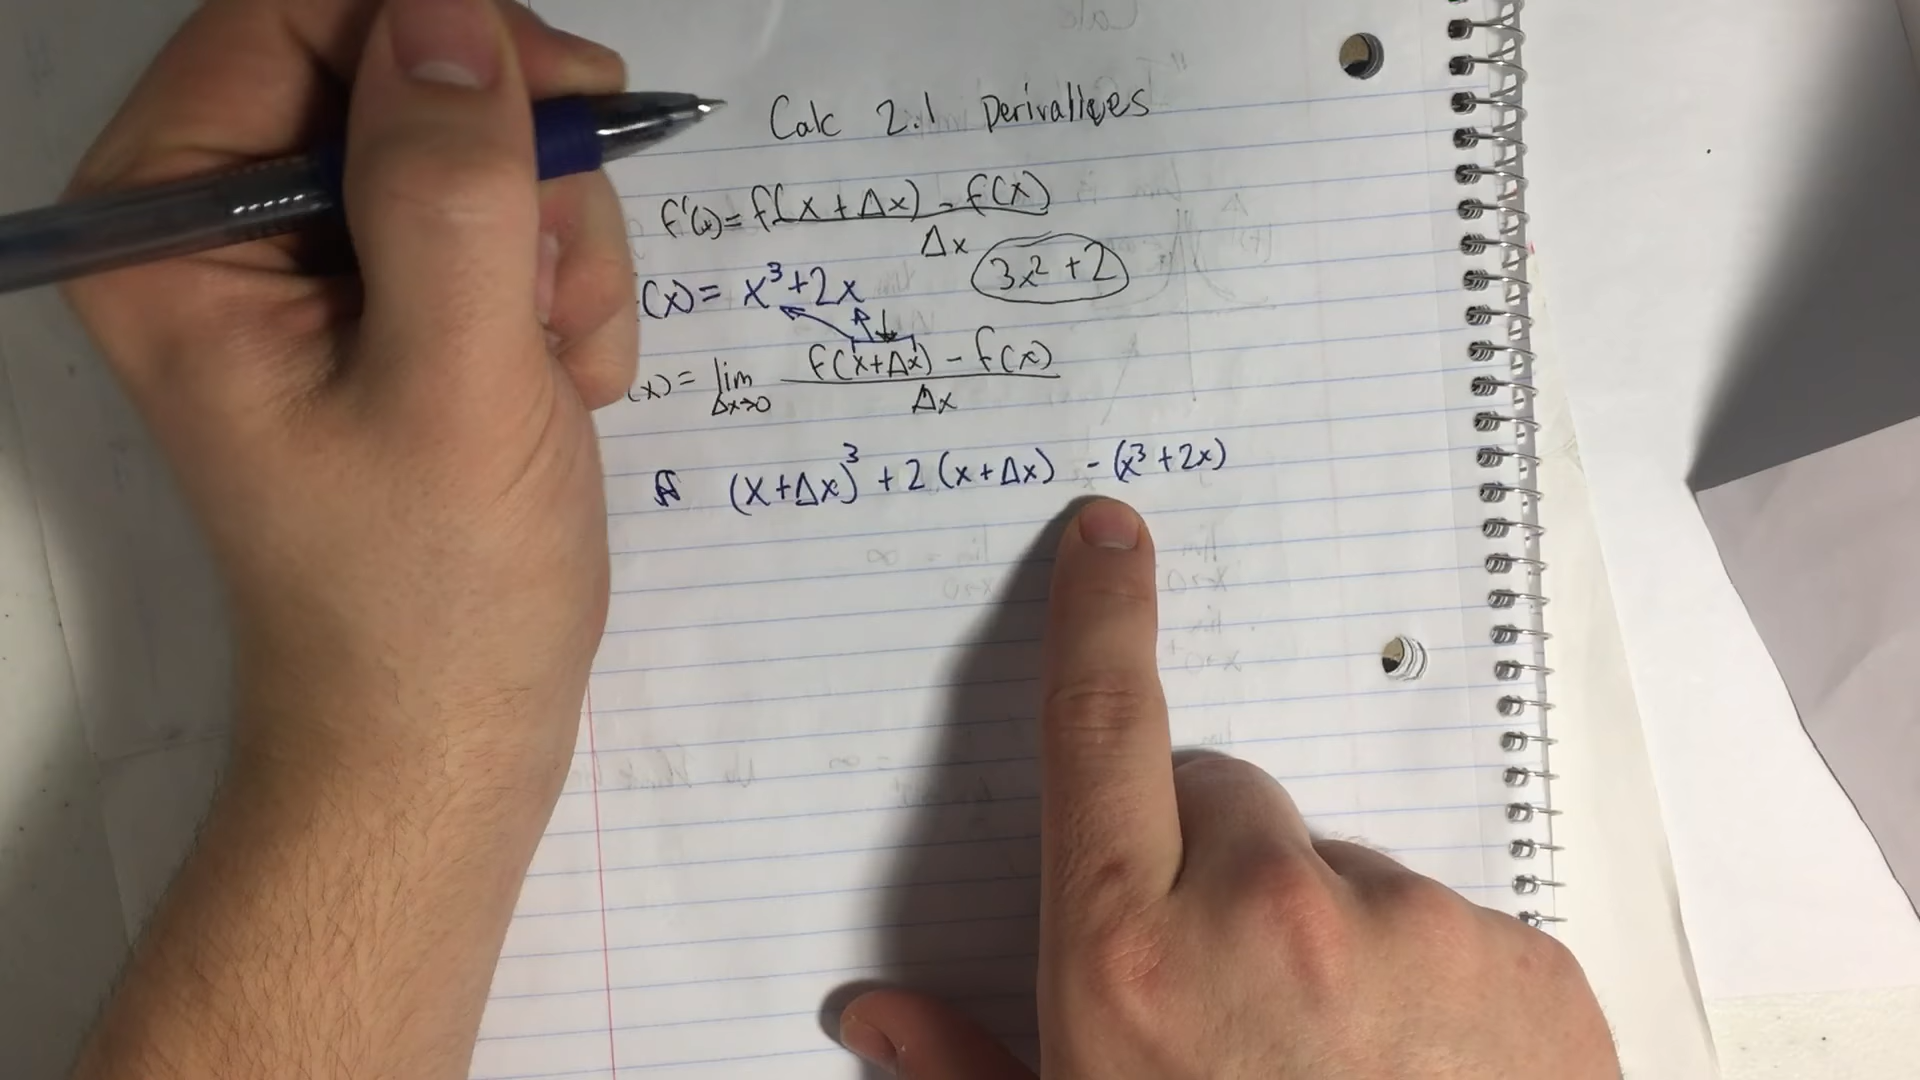 Calc 2.1 Derivatives
f'(x) = f(x + Δx) - f(x)
Δx
3x² + 2
(x) = x³ + 2x
(x) = lim f(x+Δx) - f(x)
Δx→0 Δx
(x+Δx)³ + 2(x+Δx) - (x³ + 2x)